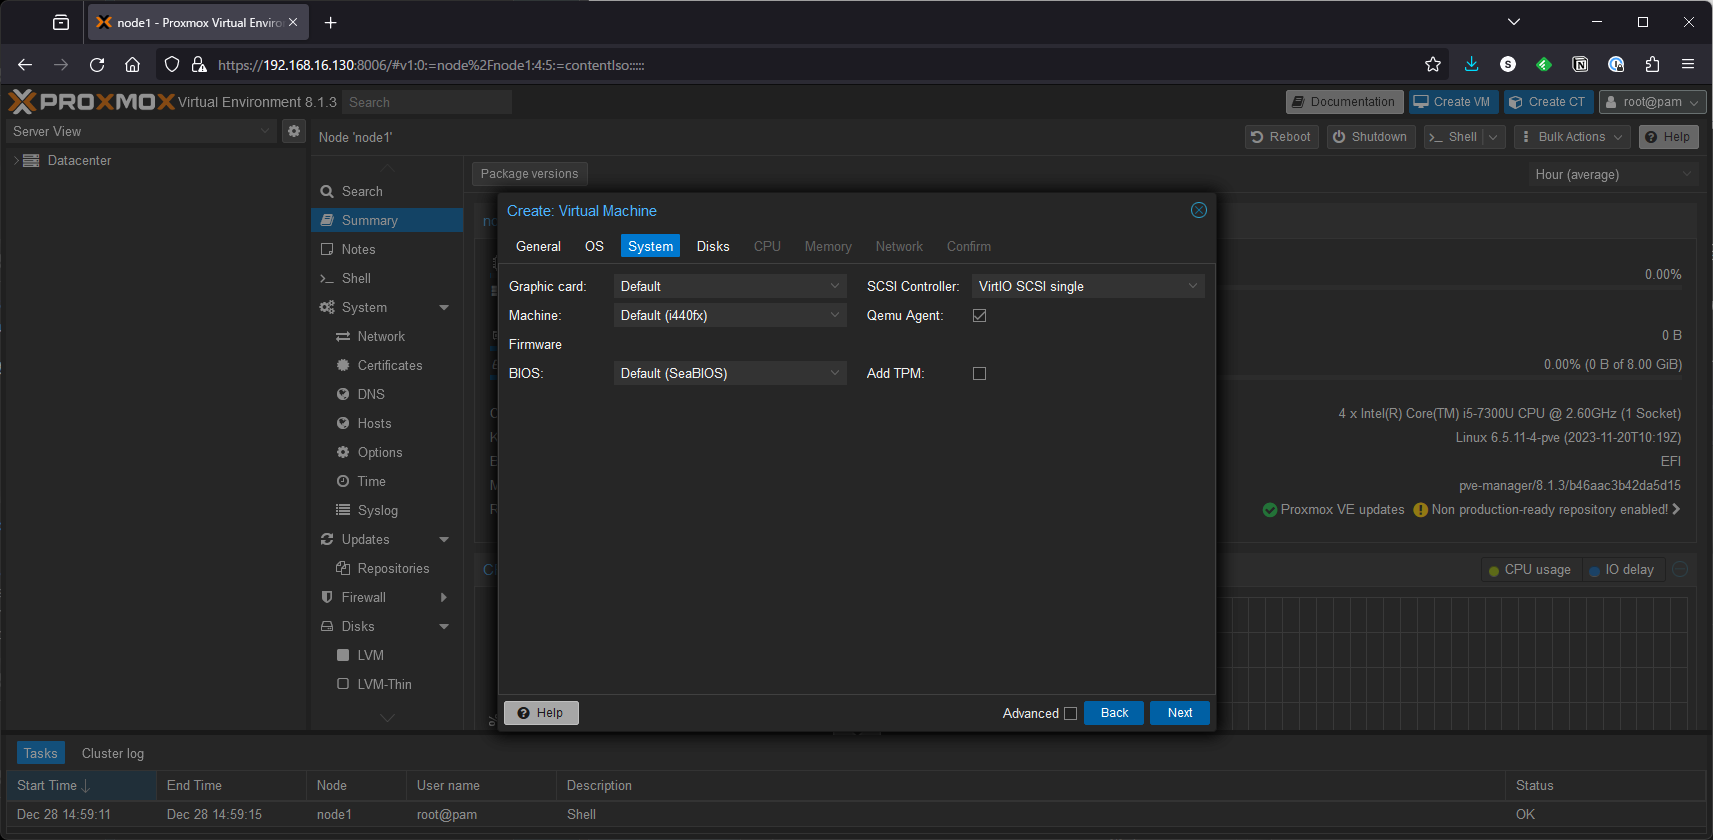 node1 - Proxmox Virtual Enviro
https://192.168.16.130:8006/#v1:0:=node%2Fnode1:4:5:=contentIso:::::
PROXMOX Virtual Environment 8.1.3 Search
Documentation Create VM Create CT root@pam
Server View
Node 'node1'
Reboot Shutdown Shell Bulk Actions Help
Datacenter
Package versions
Hour (average)
Search
Summary
Notes
Shell
System
Network
Certificates
DNS
Hosts
Options
Time
Syslog
Updates
Repositories
Firewall
Disks
LVM
LVM-Thin
Create: Virtual Machine
General OS System Disks CPU Memory Network Confirm
Graphic card: Default SCSI Controller: VirtIO SCSI single
Machine: Default (i440fx) Qemu Agent:
Firmware
BIOS: Default (SeaBIOS) Add TPM:
Help Advanced Back Next
0.00%
0 B
0.00% (0 B of 8.00 GiB)
4 x Intel(R) Core(TM) i5-7300U CPU @ 2.60GHz (1 Socket)
Linux 6.5.11-4-pve (2023-11-20T10:19Z)
EFI
pve-manager/8.1.3/b46aac3b42da5d15
Proxmox VE updates Non production-ready repository enabled!
CPU usage IO delay
Tasks Cluster log
Start Time End Time Node User name Description Status
Dec 28 14:59:11 Dec 28 14:59:15 node1 root@pam Shell OK